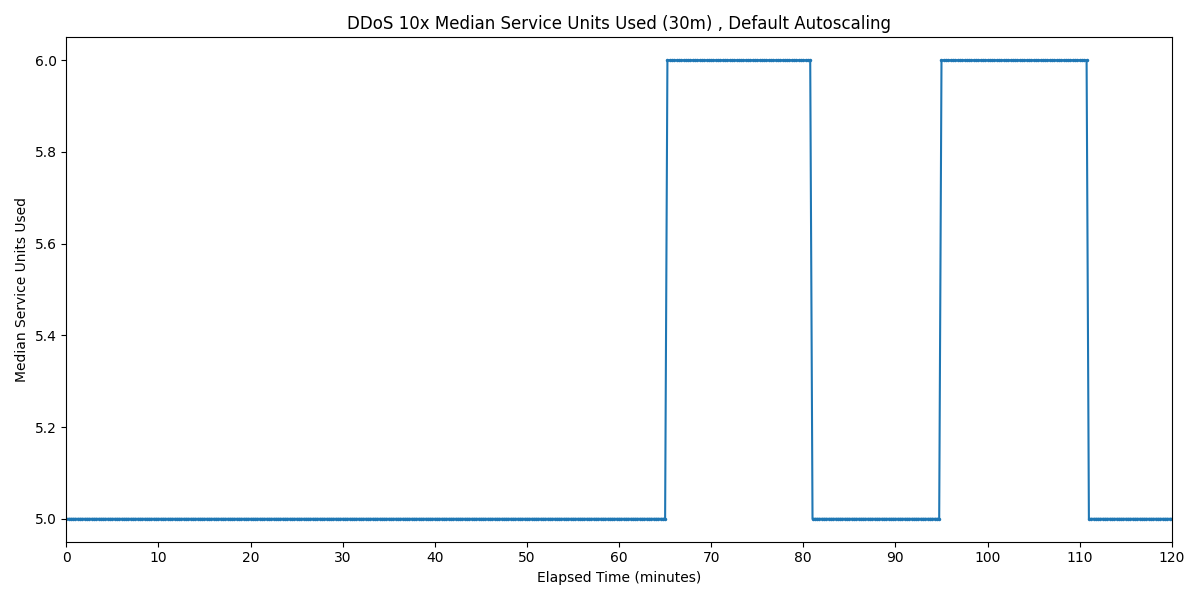 DDoS 10x Median Service Units Used (30m) , Default Autoscaling
6.0
5.8
5.6
5.4
5.2
5.0
Median Service Units Used
0 10 20 30 40 50 60 70 80 90 100 110 120
Elapsed Time (minutes)